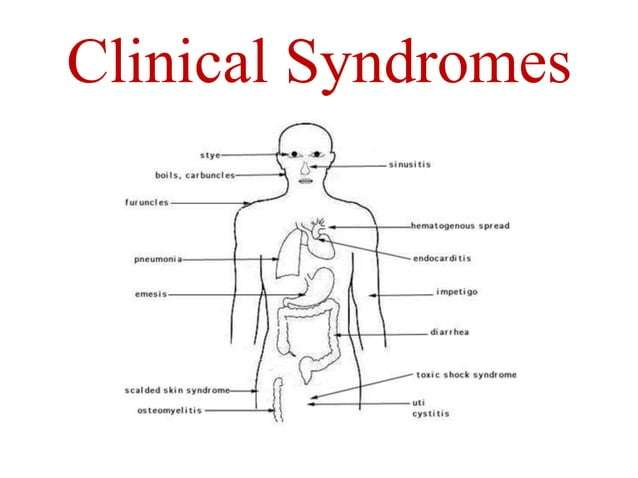 Clinical Syndromes
stye
sinusitis
boils, carbuncles
furuncles
hematogenous spread
pneumonia
endocarditis
emesis
impetigo
diarrhea
toxic shock syndrome
scalded skin syndrome
osteomyelitis
uti
cystitis